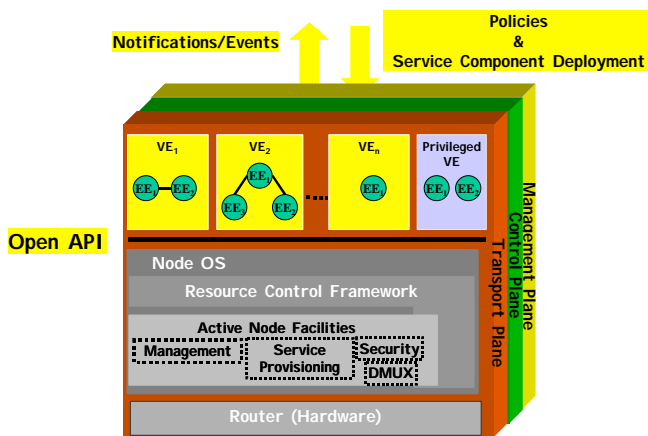 Policies
&
Service Component Deployment
Notifications/Events
VE1
VE2
VEn
Privileged
VE
EE1
EE2
EE1
EE3
EE2
EE1
EE1
EE2
Open API
Node OS
Resource Control Framework
Active Node Facilities
Management
Service
Provisioning
Security
DMUX
Router (Hardware)
Transport Plane
Control Plane
Management Plane